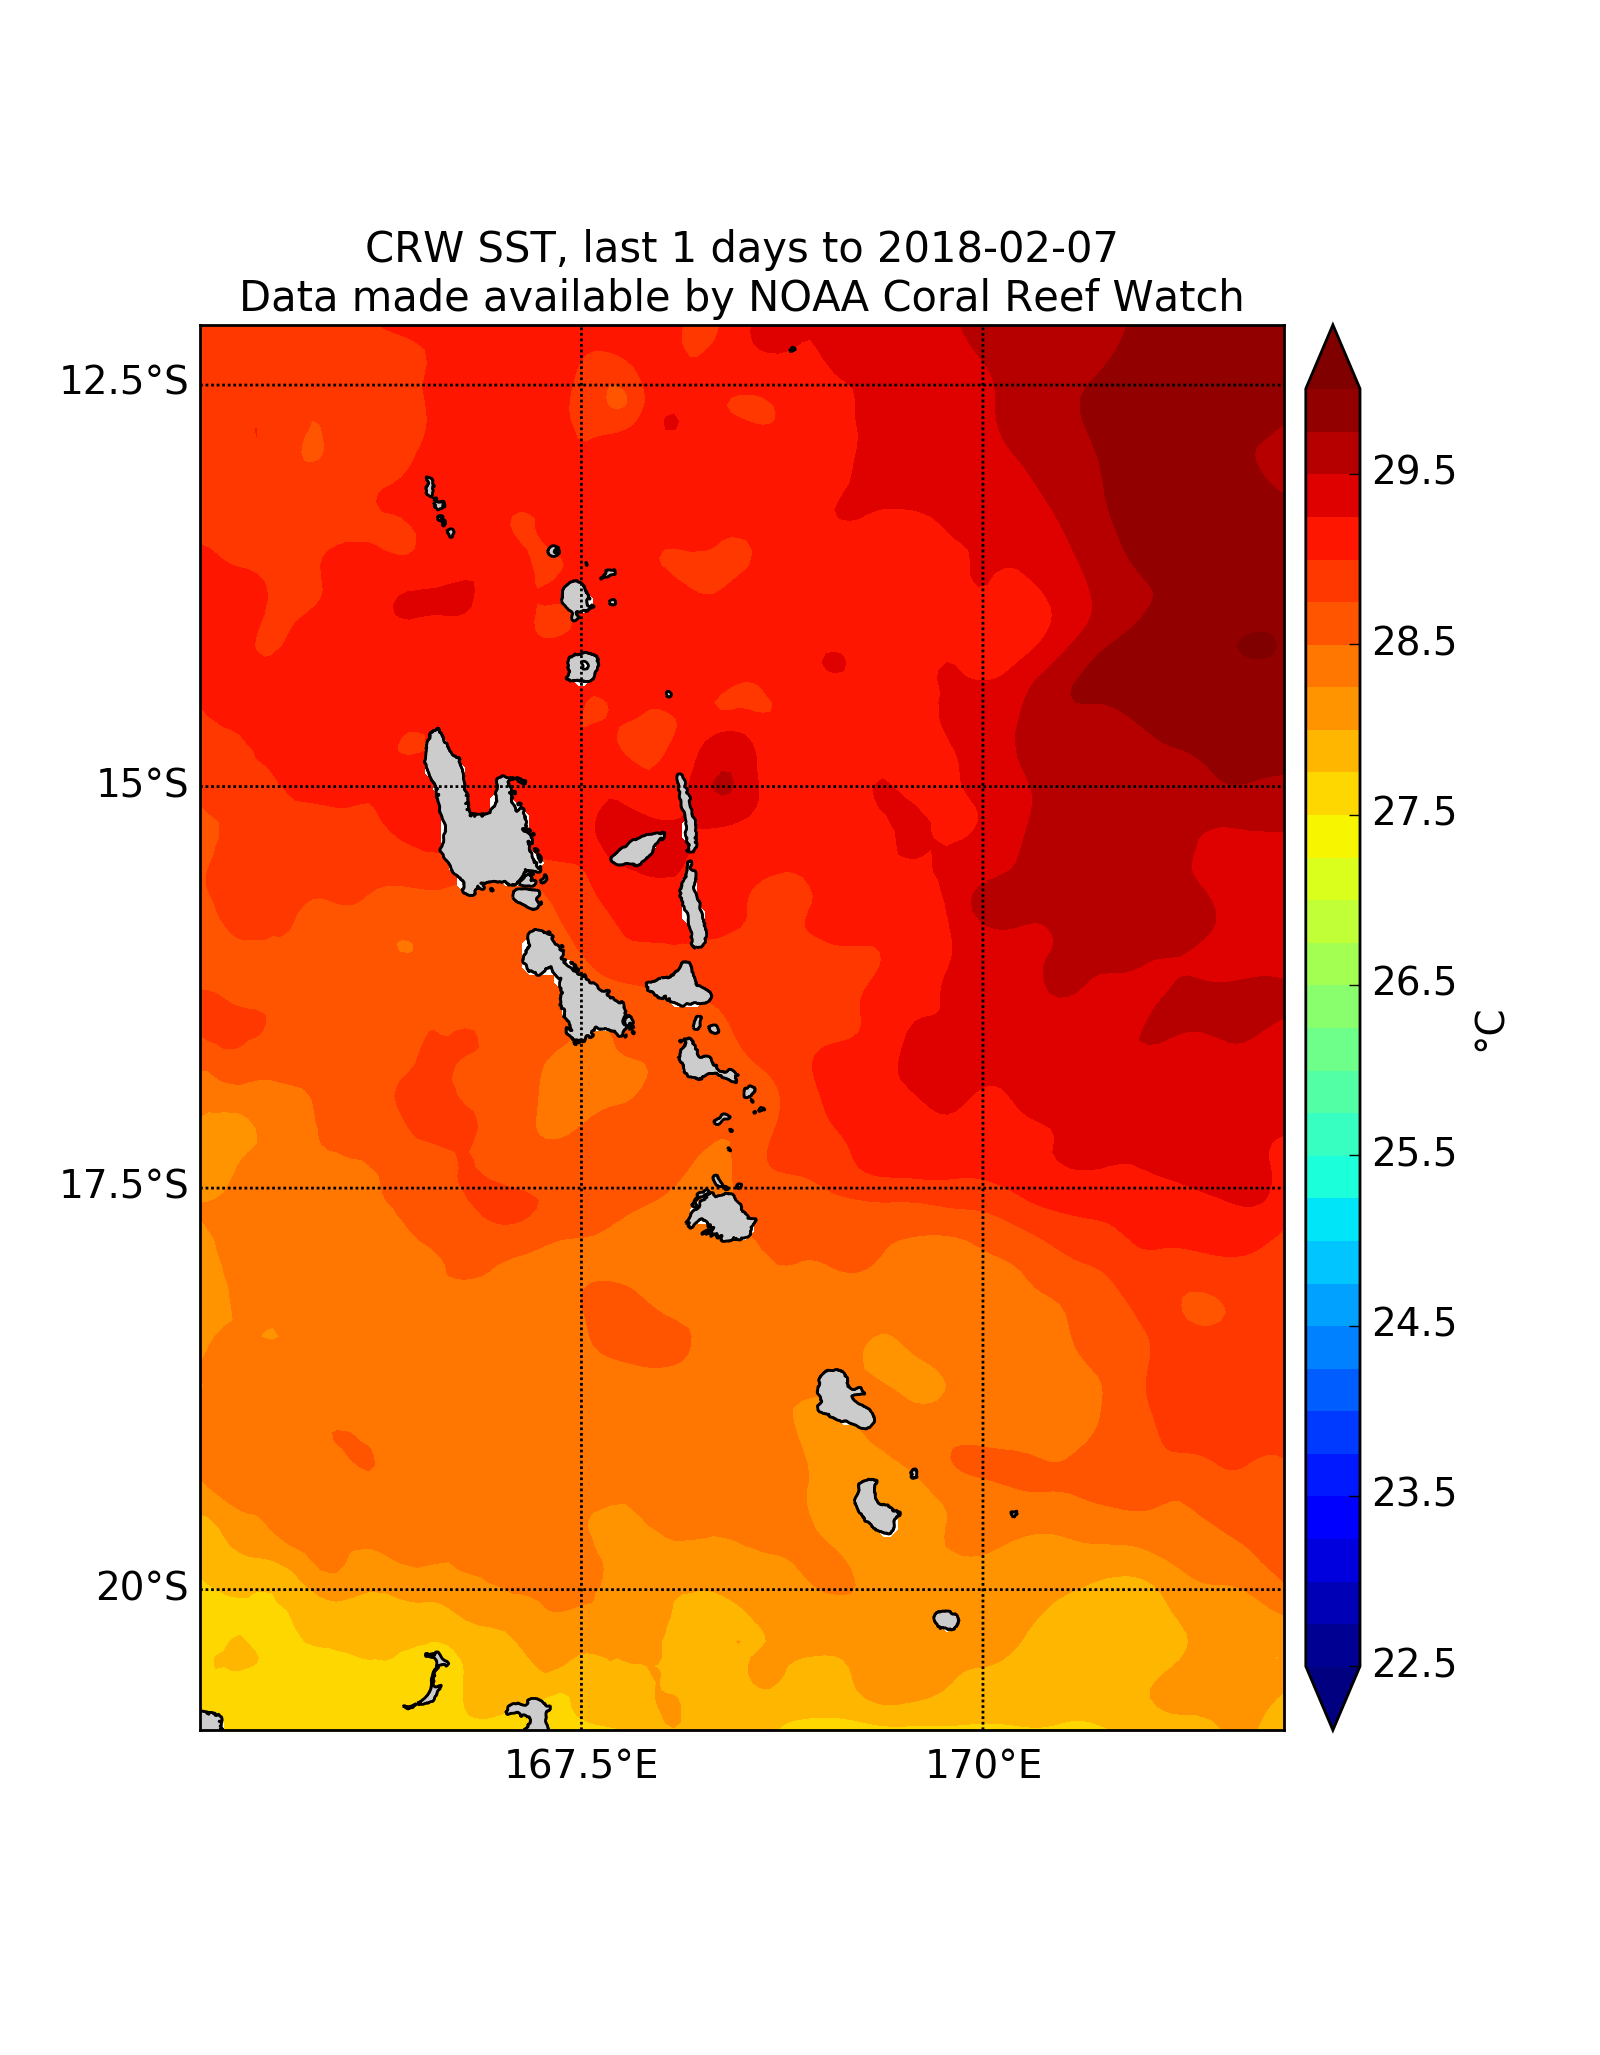 CRW SST, last 1 days to 2018-02-07
Data made available by NOAA Coral Reef Watch
12.5°S
15°S
17.5°S
20°S
167.5°E
170°E
29.5
28.5
27.5
26.5
25.5
24.5
23.5
22.5
°C